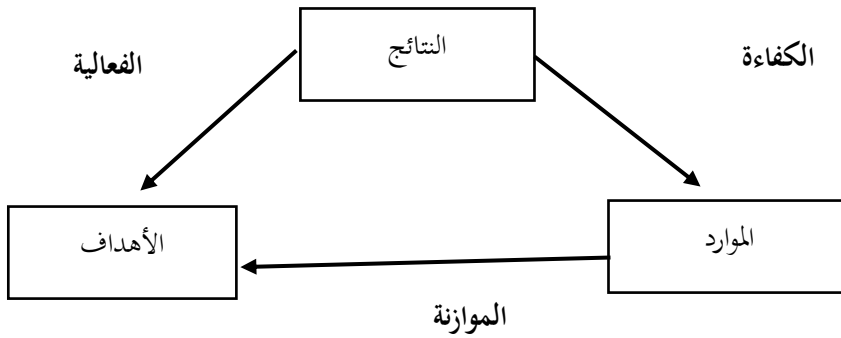 النتائج
الكفاءة
الفعالية
الموارد
الأهداف
الموازنة